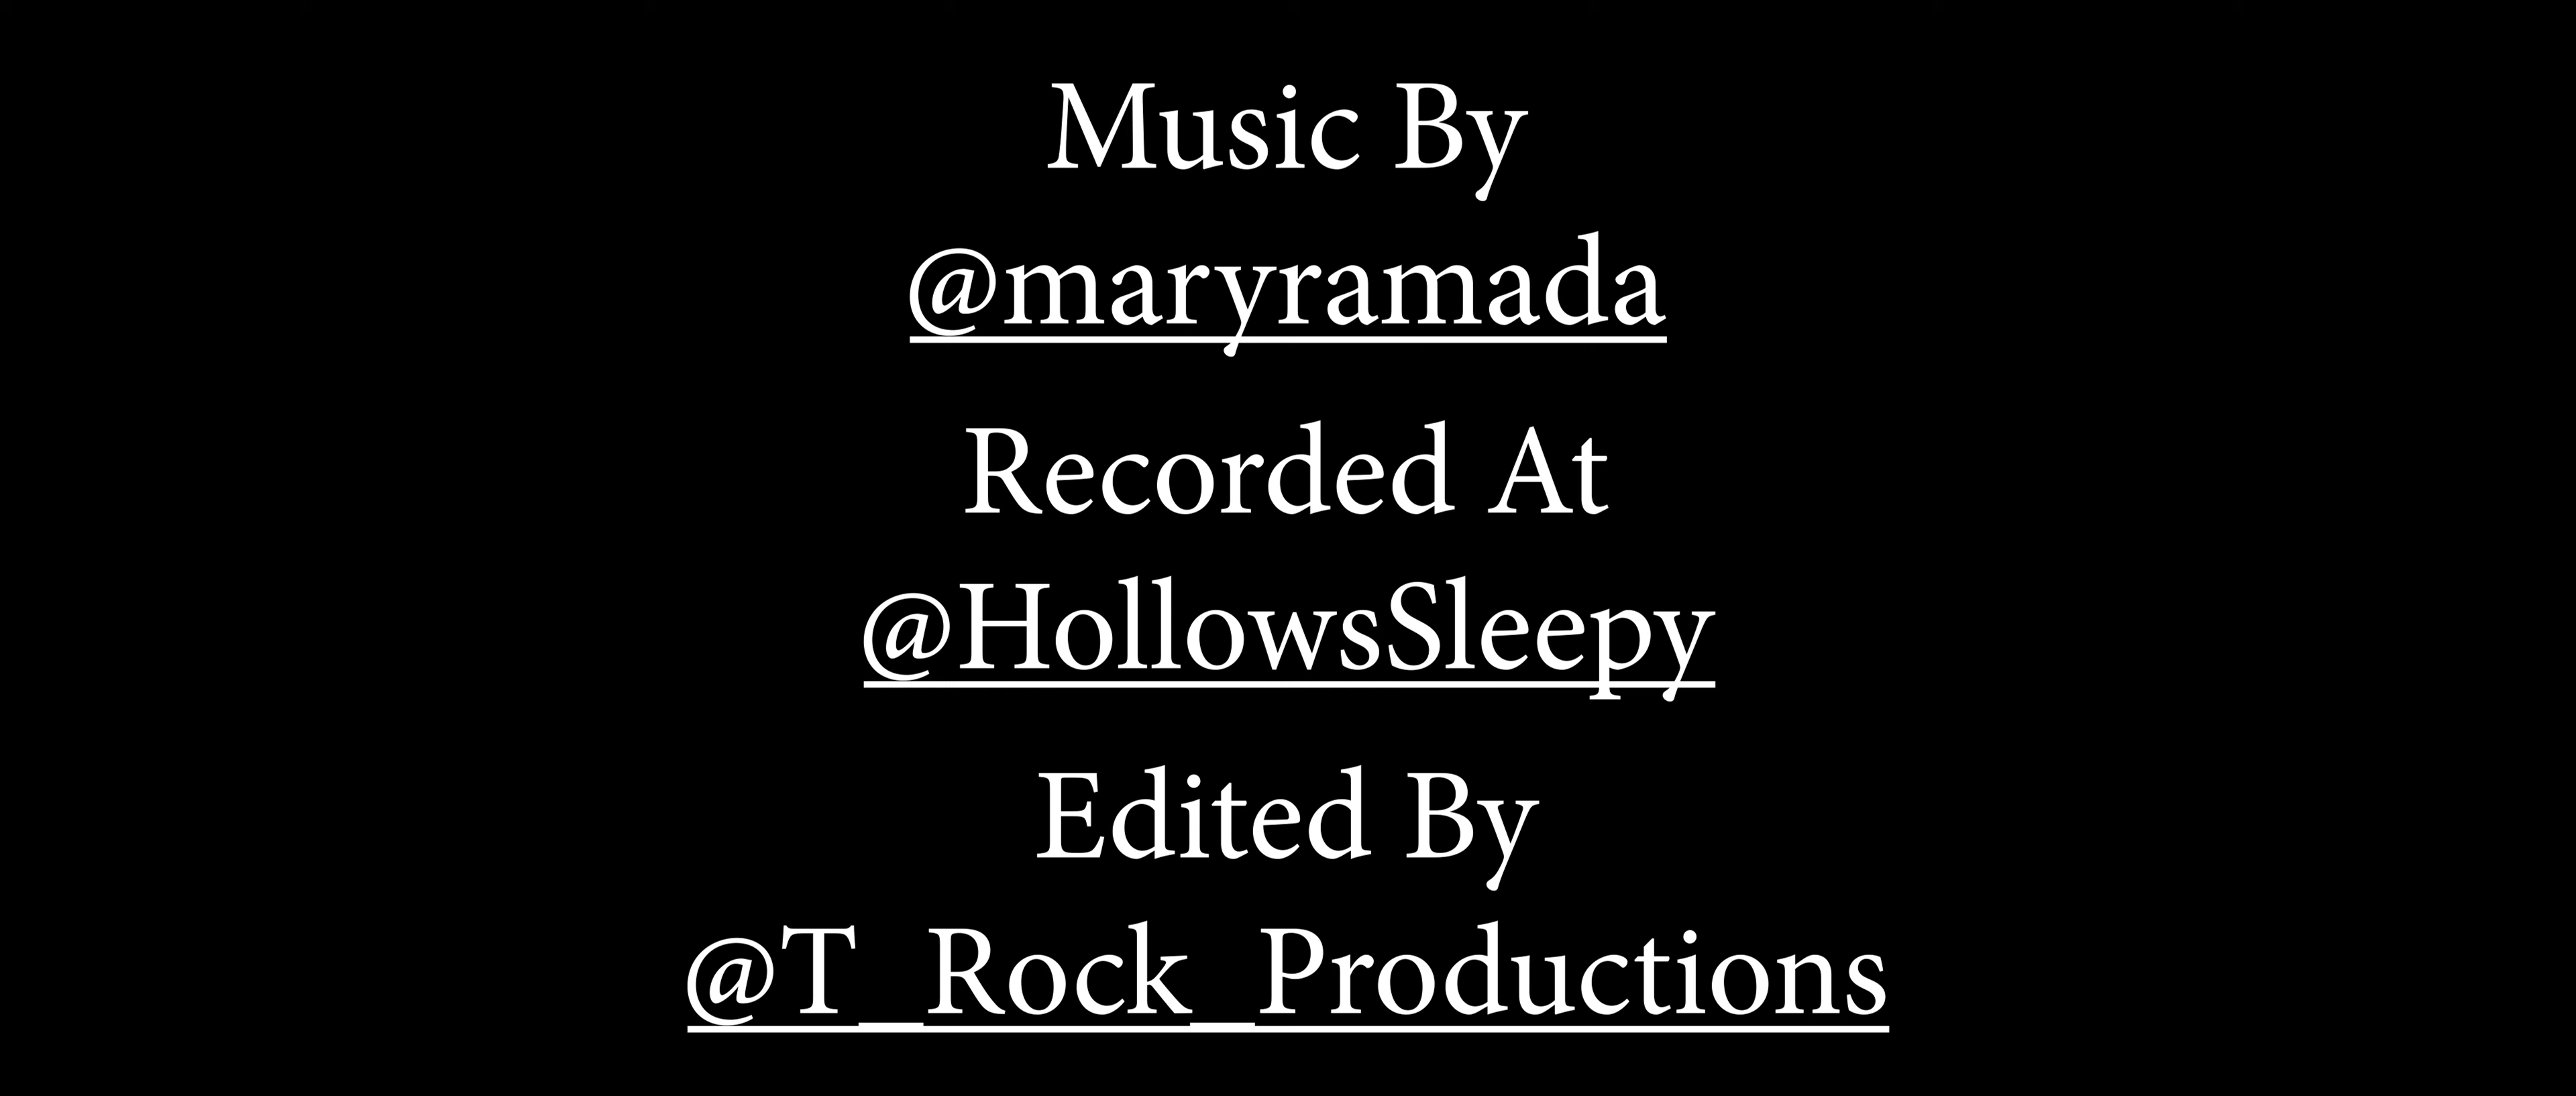 Music By
@maryramada
Recorded At
@HollowsSleepy
Edited By
@T_Rock_Productions